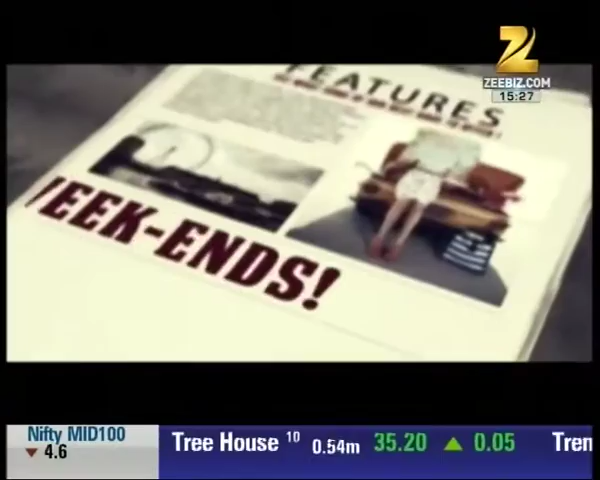 ZEEBIZ.COM
15:27
FEATURES
EEK-ENDS!
Nifty MID100
▼ 4.6
Tree House 10 0.54m 35.20 ▲ 0.05 Tren